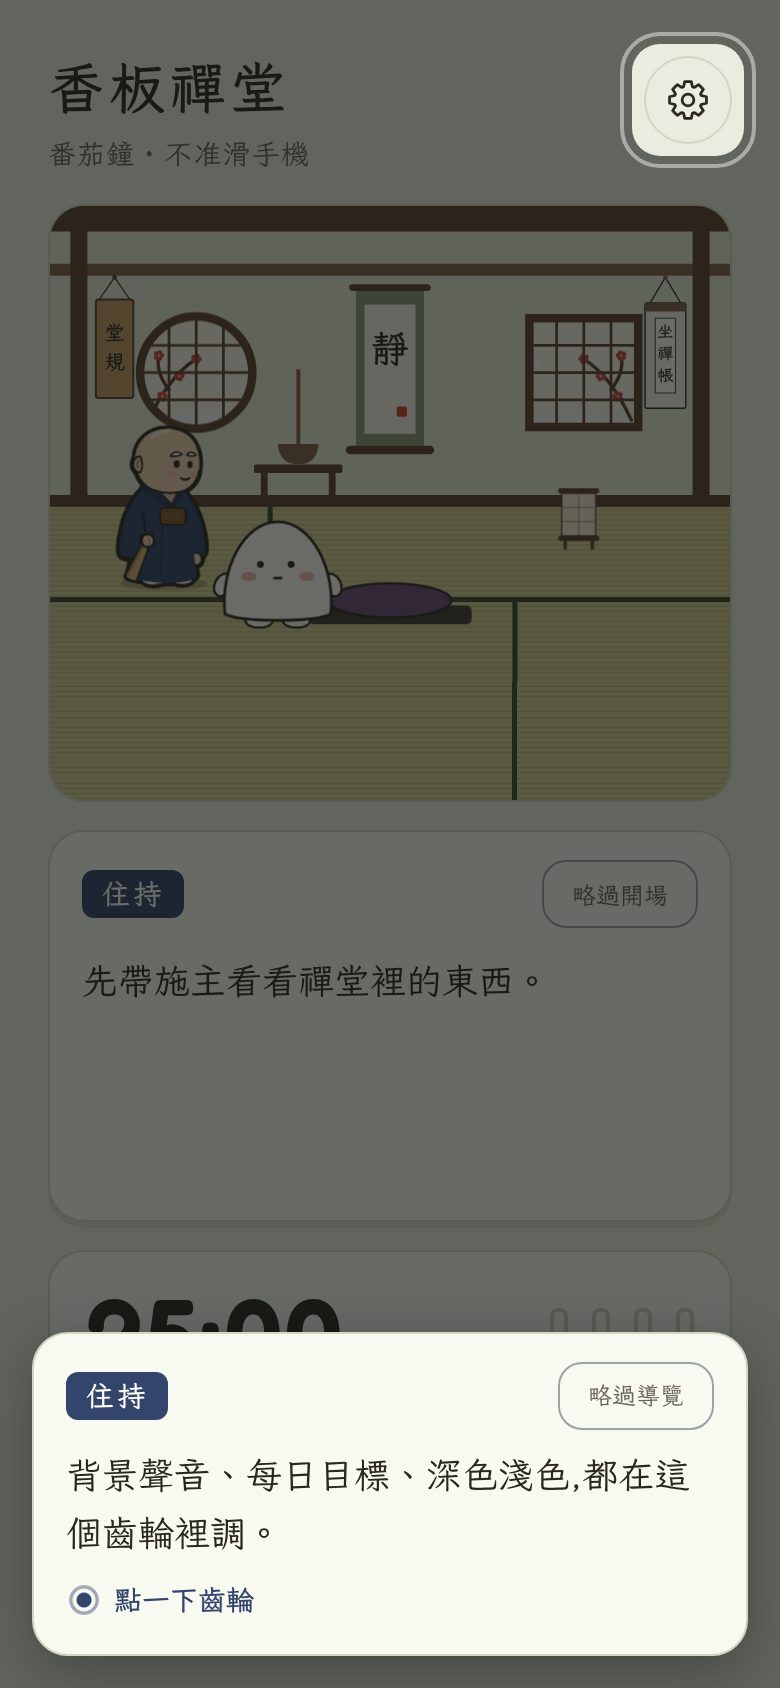 香板禪堂
番茄鐘・不准滑手機
堂規
靜
坐禪帳
住持
略過開場
先帶施主看看禪堂裡的東西。
25:00
住持
略過導覽
背景聲音、每日目標、深色淺色,都在這
個齒輪裡調。
點一下齒輪